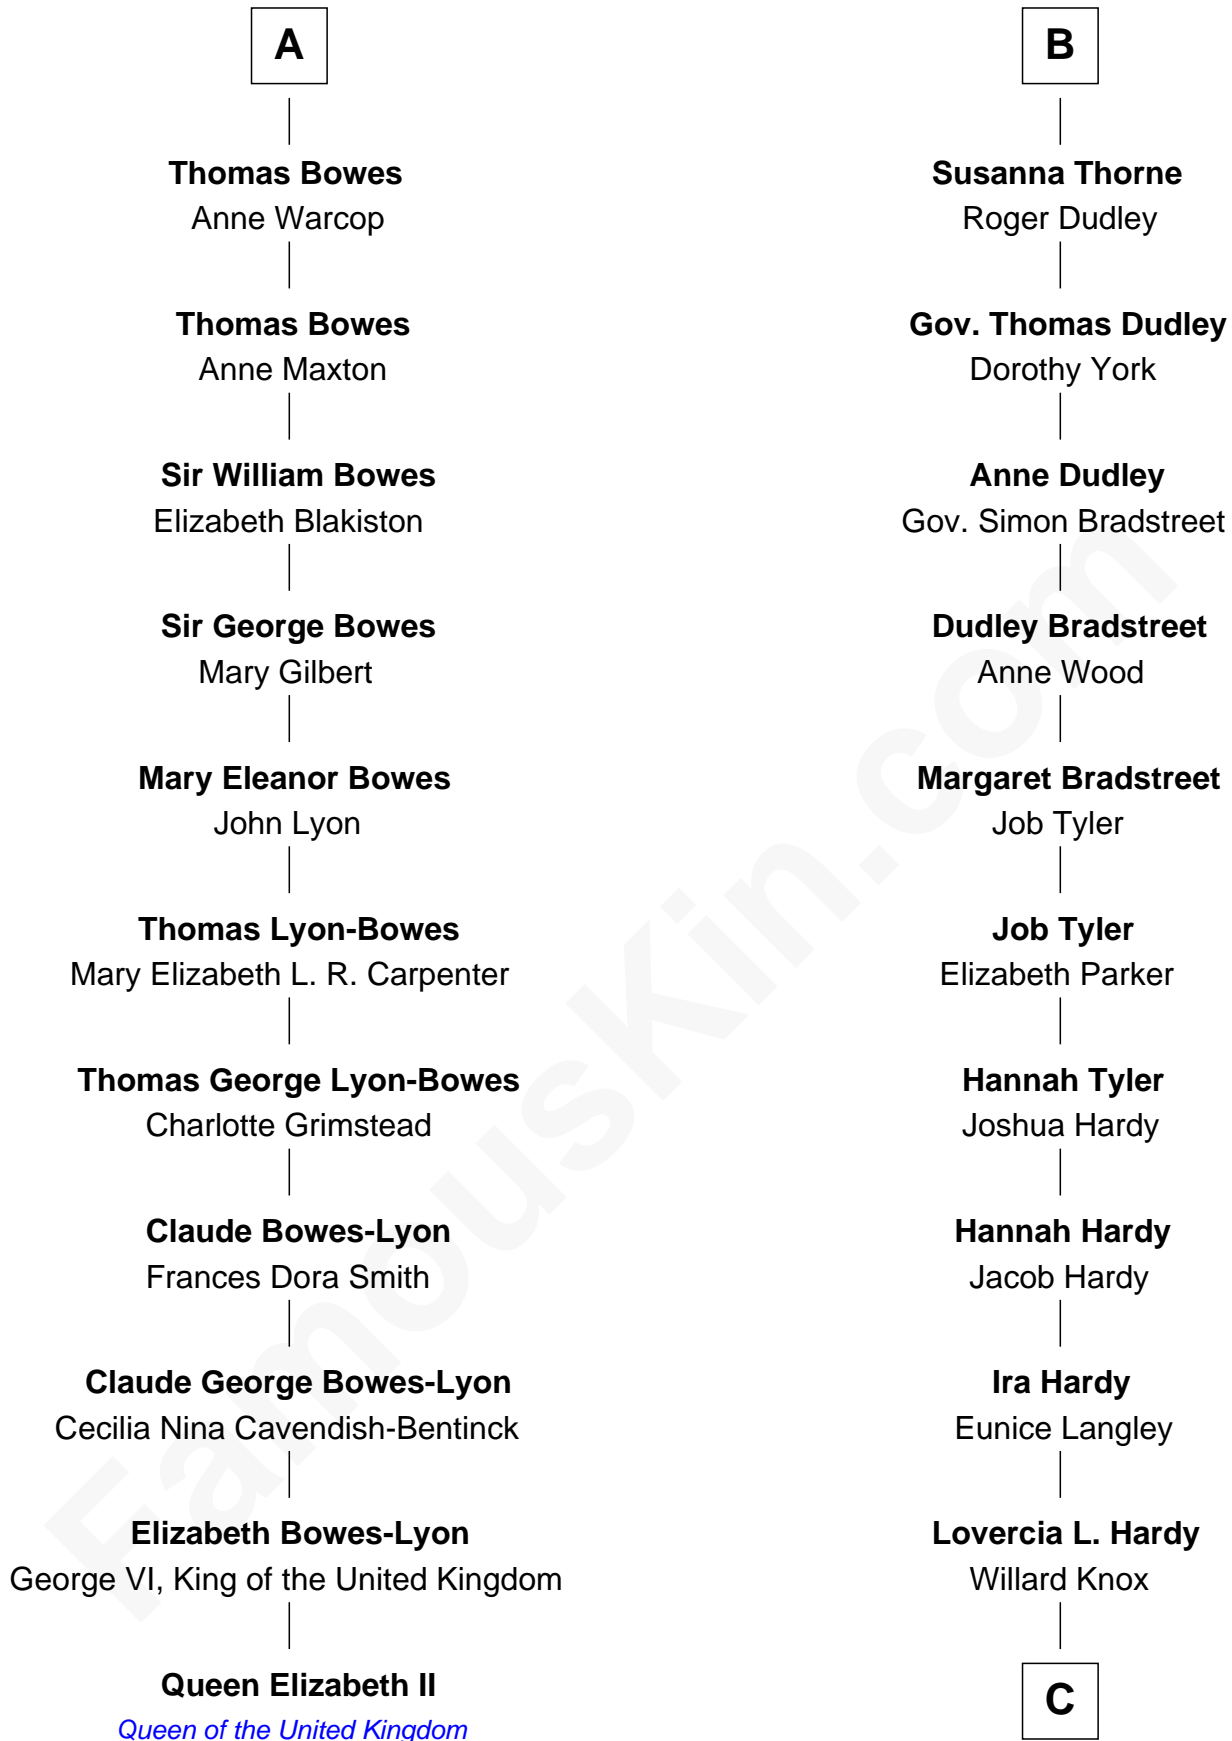 A
Thomas Bowes
Anne Warcop
Thomas Bowes
Anne Maxton
Sir William Bowes
Elizabeth Blakiston
Sir George Bowes
Mary Gilbert
Mary Eleanor Bowes
John Lyon
Thomas Lyon-Bowes
Mary Elizabeth L. R. Carpenter
Thomas George Lyon-Bowes
Charlotte Grimstead
Claude Bowes-Lyon
Frances Dora Smith
Claude George Bowes-Lyon
Cecilia Nina Cavendish-Bentinck
Elizabeth Bowes-Lyon
George VI, King of the United Kingdom
Queen Elizabeth II
Queen of the United Kingdom
B
Susanna Thorne
Roger Dudley
Gov. Thomas Dudley
Dorothy York
Anne Dudley
Gov. Simon Bradstreet
Dudley Bradstreet
Anne Wood
Margaret Bradstreet
Job Tyler
Job Tyler
Elizabeth Parker
Hannah Tyler
Joshua Hardy
Hannah Hardy
Jacob Hardy
Ira Hardy
Eunice Langley
Lovercia L. Hardy
Willard Knox
C
FamousKin.com